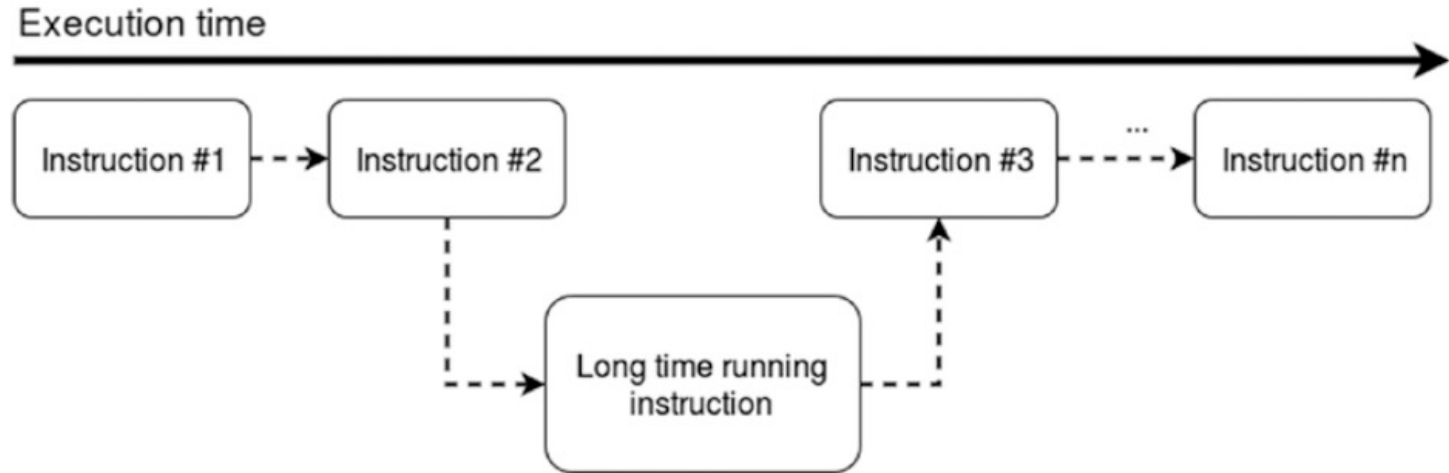 Execution time
Instruction #1
Instruction #2
Instruction #3
...
Instruction #n
Long time running
instruction